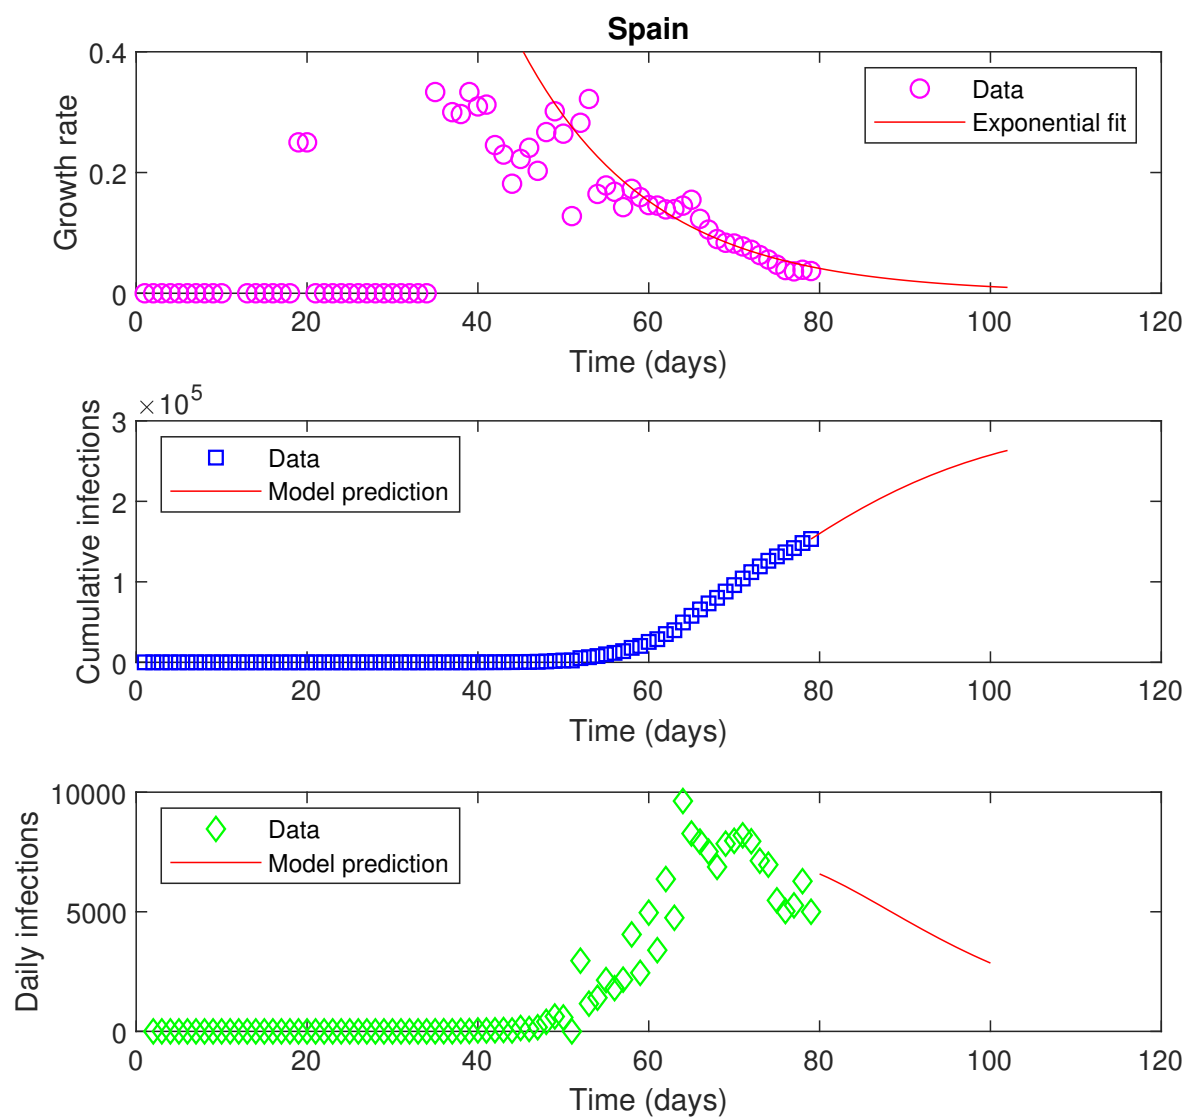 Spain
0.4
0.2
0
Growth rate
Data
Exponential fit
0 20 40 60 80 100 120
Time (days)
×10^5
3
2
1
0
Cumulative infections
Data
Model prediction
0 20 40 60 80 100 120
Time (days)
10000
5000
0
Daily infections
Data
Model prediction
0 20 40 60 80 100 120
Time (days)